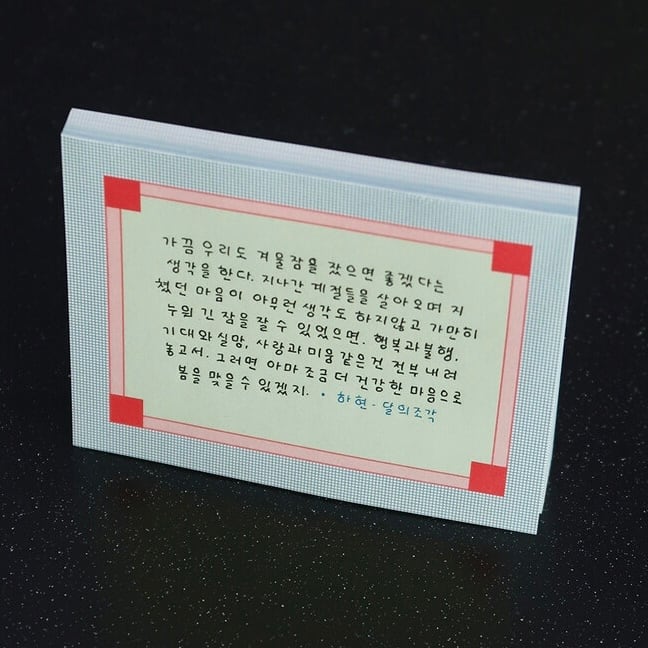 가끔 우리도 겨울잠을 잤으면 좋겠다는
생각을 한다. 지나간 계절들을 살아오며 지
쳤던 마음이 아무런 생각도 하지않고 가만히
누워 긴 잠을 잘 수 있었으면. 행복과불행,
기대와실망, 사랑과 미움 같은건 전부 내려
놓고서. 그러면 아마 조금 더 건강한 마음으로
봄을 맞을수 있겠지. • 하현 - 달의조각